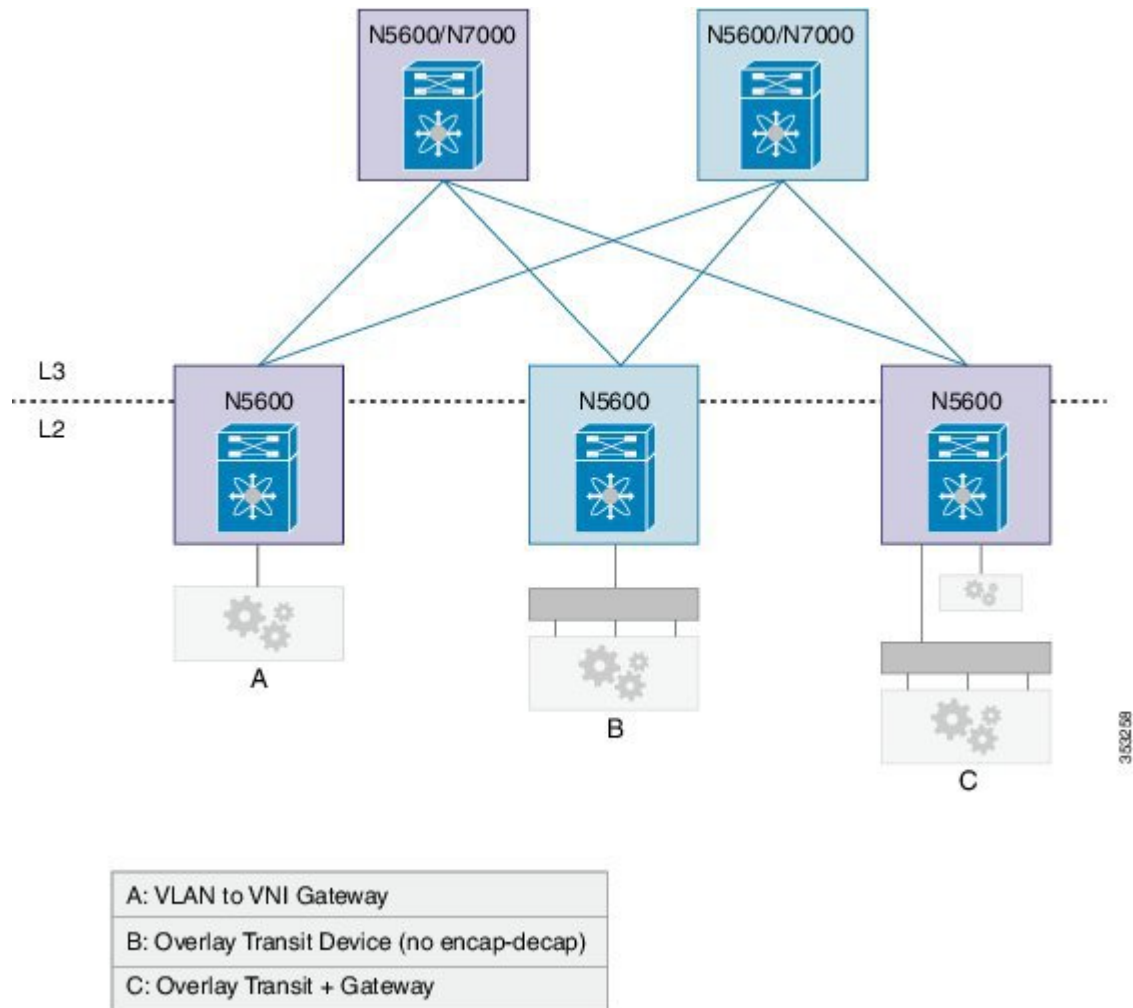 N5600/N7000
N5600/N7000
L3
L2
N5600
N5600
N5600
A
B
C
353258
A: VLAN to VNI Gateway
B: Overlay Transit Device (no encap-decap)
C: Overlay Transit + Gateway